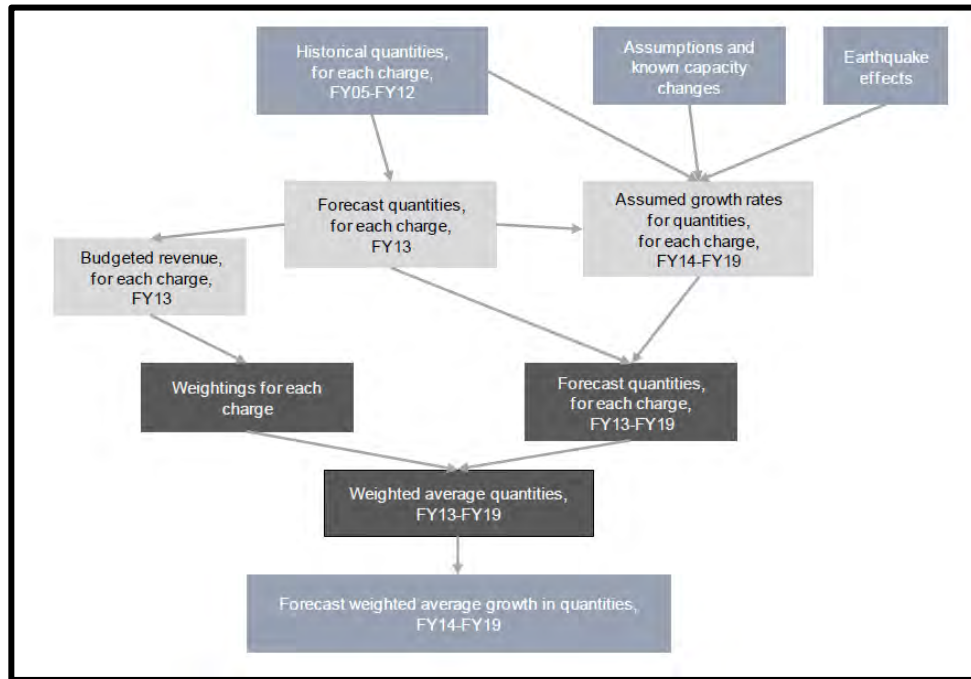 Historical quantities,
for each charge,
FY05-FY12
Assumptions and
known capacity
changes
Earthquake
effects
Forecast quantities,
for each charge,
FY13
Assumed growth rates
for quantities,
for each charge,
FY14-FY19
Budgeted revenue,
for each charge,
FY13
Weightings for each
charge
Forecast quantities,
for each charge,
FY13-FY19
Weighted average quantities,
FY13-FY19
Forecast weighted average growth in quantities,
FY14-FY19